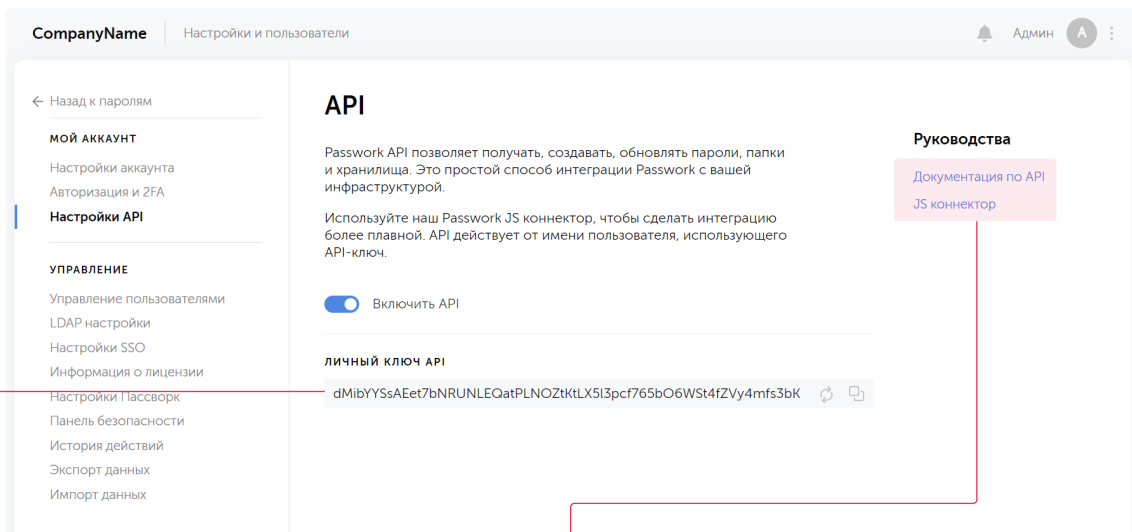 CompanyName
Настройки и пользователи
Админ
A
Назад к паролям
МОЙ АККАУНТ
Настройки аккаунта
Авторизация и 2FA
Настройки API
УПРАВЛЕНИЕ
Управление пользователями
LDAP настройки
Настройки SSO
Информация о лицензии
Настройки Пассворк
Панель безопасности
История действий
Экспорт данных
Импорт данных
API
Passwork API позволяет получать, создавать, обновлять пароли, папки
и хранилища. Это простой способ интеграции Passwork с вашей
инфраструктурой.
Используйте наш Passwork JS коннектор, чтобы сделать интеграцию
более плавной. API действует от имени пользователя, использующего
API-ключ.
Включить API
ЛИЧНЫЙ КЛЮЧ API
dMibYYSsAEet7bNRUNLEQatPLNOZtKtLX5l3pcf765bO6WSt4fZVy4mfs3bK
Руководства
Документация по API
JS коннектор